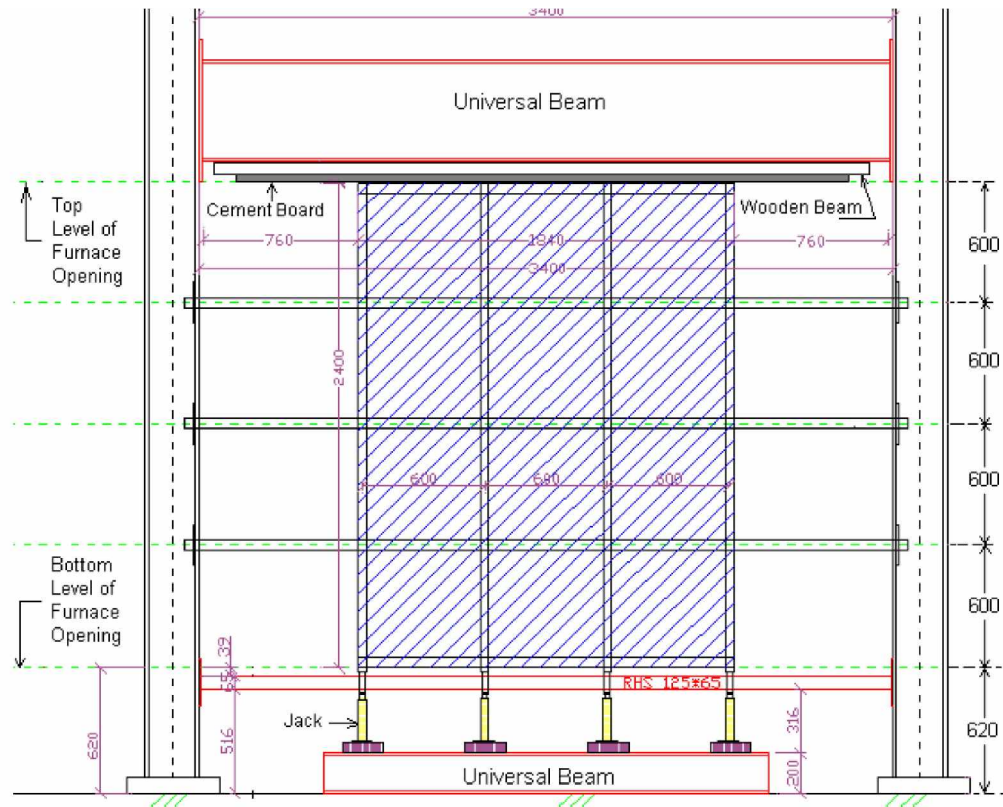 3400
Universal Beam
Top
Level of
Furnace
Opening
Cement Board
Wooden Beam
760
1840
760
3400
600
600
2400
600
600
600
600
Bottom
Level of
Furnace
Opening
600
39
65
RHS 125*65
Jack
620
516
316
620
200
Universal Beam